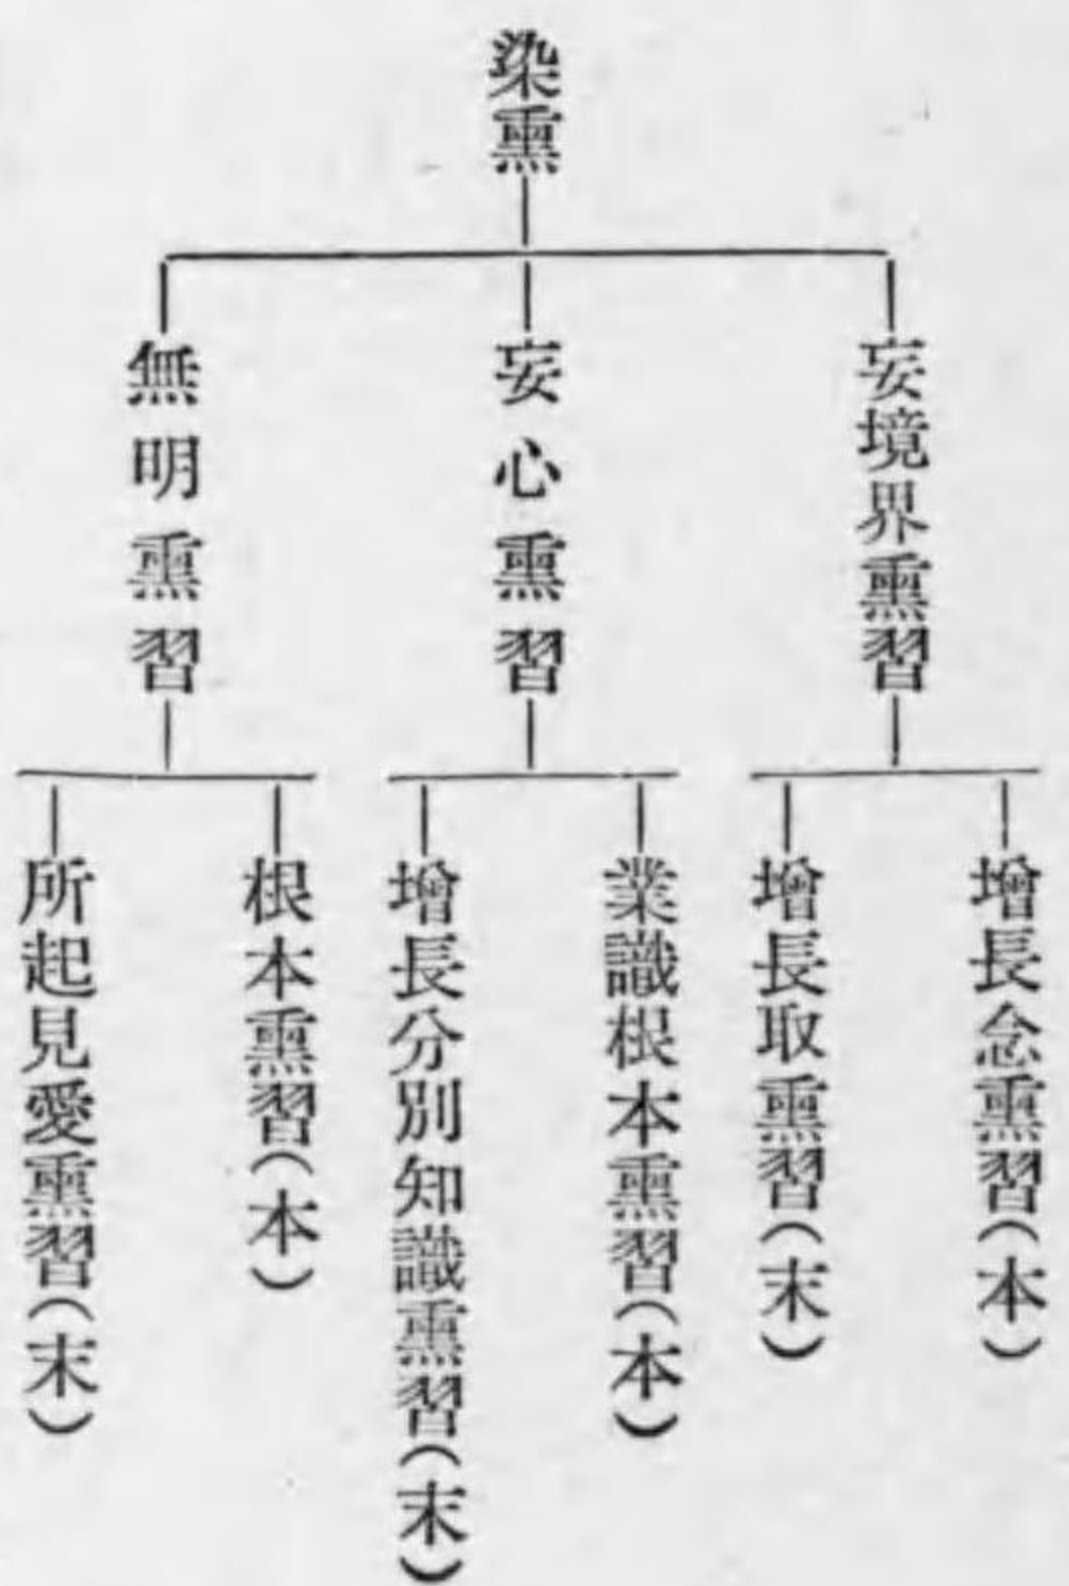 染熏
妄境界熏習
妄心熏習
無明熏習
增長念熏習(本)
增長取熏習(末)
業識根本熏習(本)
增長分別知識熏習(末)
根本熏習(本)
所起見愛熏習(末)